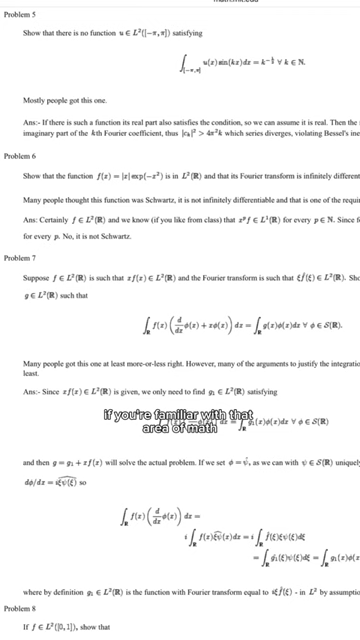 Problem 5
Show that there is no function u ∈ L²([−π, π]) satisfying
∫[−π,π] u(x) sin(kx)dx = k^{-1/2} ∀ k ∈ ℕ.
Mostly people got this one.
Ans:- If there is such a function its real part also satisfies the condition, so we can assume it is real. Then the
imaginary part of the kth Fourier coefficient, thus |c_k|² > 4π²k which series diverges, violating Bessel's ine
Problem 6
Show that the function f(x) = |x| exp(−x²) is in L²(ℝ) and that its Fourier transform is infinitely different
Many people thought this function was Schwartz, it is not infinitely differentiable and that is one of the requir
Ans: Certainly f ∈ L²(ℝ) and we know (if you like from class) that x^p f ∈ L¹(ℝ) for every p ∈ ℕ. Since f
for every p. No, it is not Schwartz.
Problem 7
Suppose f ∈ L²(ℝ) is such that xf(x) ∈ L²(ℝ) and the Fourier transform is such that ξf̂(ξ) ∈ L²(ℝ). Sho
g ∈ L²(ℝ) such that
∫ℝ f(x) (d/dx ϕ(x) + xϕ(x)) dx = ∫ℝ g(x)ϕ(x)dx ∀ ϕ ∈ S(ℝ).
Many people got this one at least more-or-less right. However, many of the arguments to justify the integratio
least.
Ans:- Since xf(x) ∈ L²(ℝ) is given, we only need to find g₁ ∈ L²(ℝ) satisfying
if you're familiar with that
g₁(x)ϕ(x)dx ∀ ϕ ∈ S(ℝ)
area of math
and then g = g₁ + xf(x) will solve the actual problem. If we set ϕ = ψ̂, as we can with ψ ∈ S(ℝ) uniquely
dϕ/dx = so
∫ℝ f(x) (d/dx ϕ(x)) dx =
i ∫ℝ f(x) ξψ(x)dx = i ∫ℝ f̂(ξ)ξψ(ξ)dξ
= ∫ℝ ĝ₁(ξ)ψ(ξ)dξ = ∫ℝ g₁(x)ϕ(x
where by definition g₁ ∈ L²(ℝ) is the function with Fourier transform equal to iξf̂(ξ) - in L² by assumptio
Problem 8
If f ∈ L²([0, 1]), show that